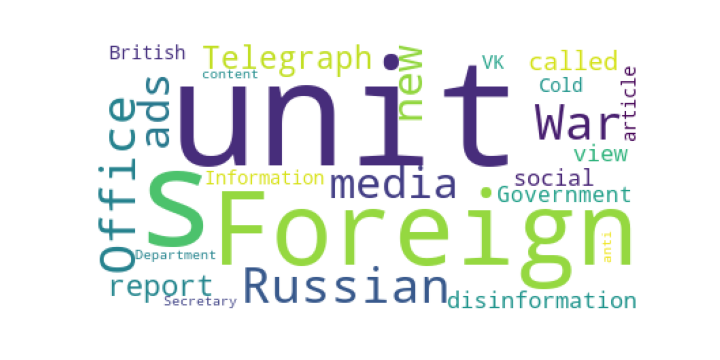 British
Telegraph
content
new
VK
called
Cold
article
ads
unit
War
Office
s
Information
media
social
view
Government
Foreign
anti
Department
report
Secretary
Russian
disinformation